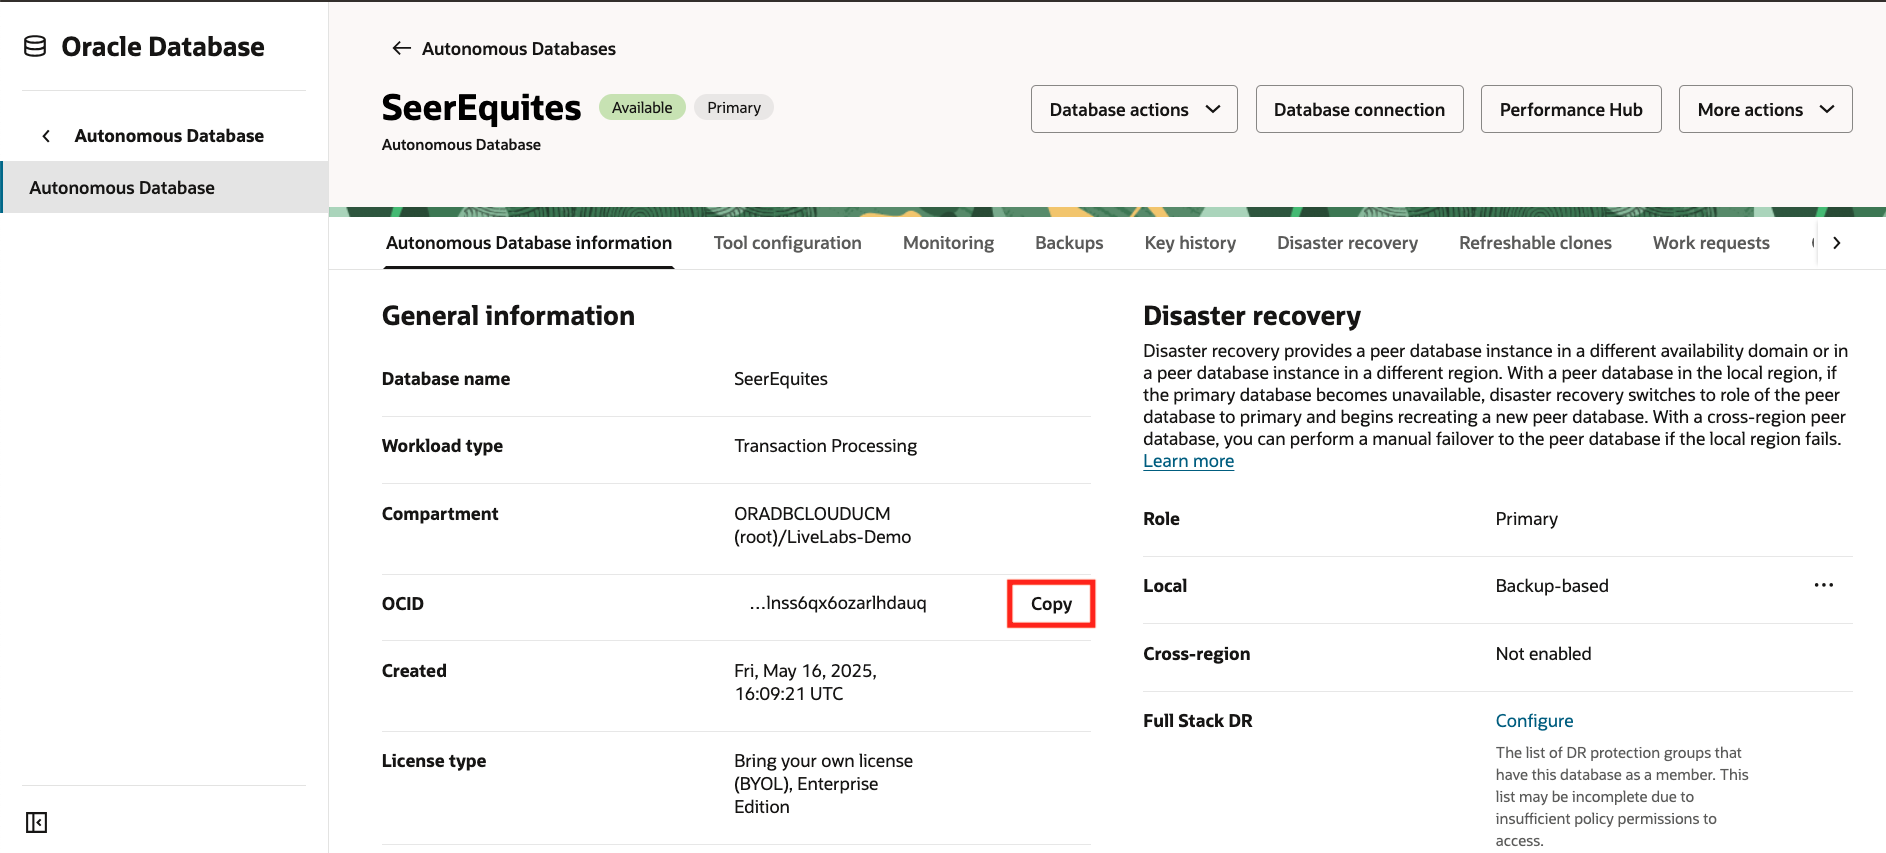 Oracle Database
Autonomous Database
Autonomous Database
Autonomous Databases
SeerEquites
Available
Primary
Autonomous Database
Database actions
Database connection
Performance Hub
More actions
Autonomous Database information
Tool configuration
Monitoring
Backups
Key history
Disaster recovery
Refreshable clones
Work requests
General information
Database name
SeerEquites
Workload type
Transaction Processing
Compartment
ORADBCLOUDUCM
(root)/LiveLabs-Demo
OCID
...lnss6qx6ozarlhdauq
Copy
Created
Fri, May 16, 2025,
16:09:21 UTC
License type
Bring your own license
(BYOL), Enterprise
Edition
Disaster recovery
Disaster recovery provides a peer database instance in a different availability domain or in
a peer database instance in a different region. With a peer database in the local region, if
the primary database becomes unavailable, disaster recovery switches to role of the peer
database to primary and begins recreating a new peer database. With a cross-region peer
database, you can perform a manual failover to the peer database if the local region fails.
Learn more
Role
Primary
Local
Backup-based
Cross-region
Not enabled
Full Stack DR
Configure
The list of DR protection groups that
have this database as a member. This
list may be incomplete due to
insufficient policy permissions to
access.